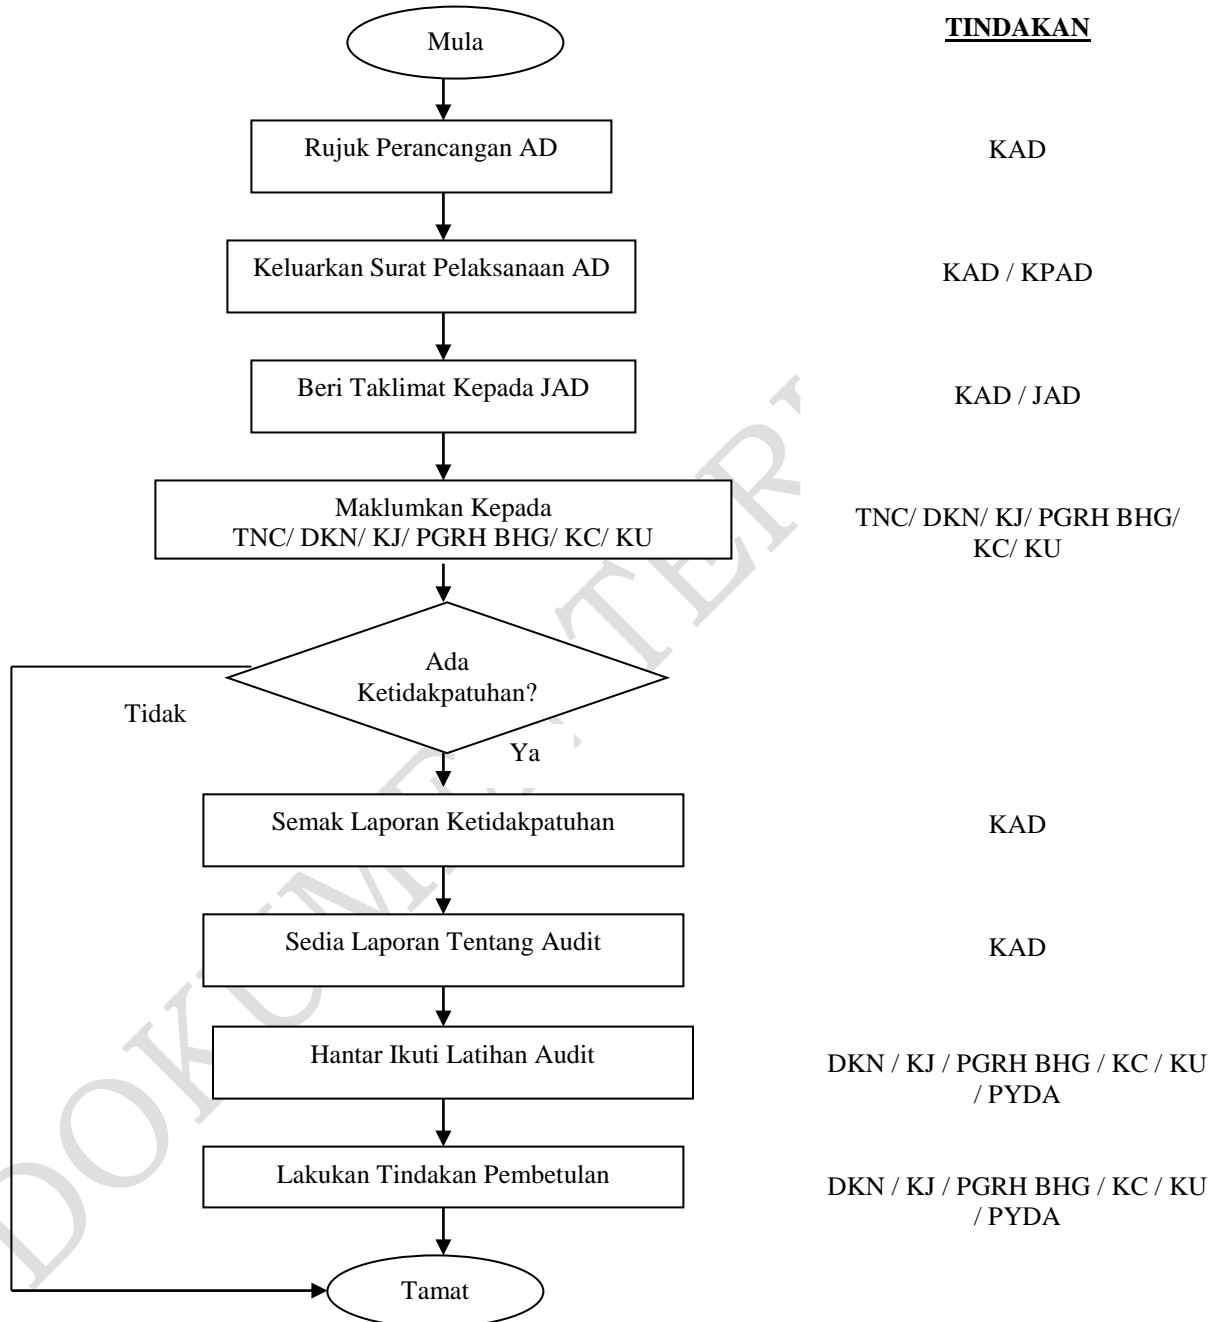 TINDAKAN
Mula
Rujuk Perancangan AD
KAD
Keluarkan Surat Pelaksanaan AD
KAD / KPAD
Beri Taklimat Kepada JAD
KAD / JAD
Maklumkan Kepada
TNC/ DKN/ KJ/ PGRH BHG/ KC/ KU
TNC/ DKN/ KJ/ PGRH BHG/
KC/ KU
Ada
Ketidakpatuhan?
Tidak
Ya
Semak Laporan Ketidakpatuhan
KAD
Sedia Laporan Tentang Audit
KAD
Hantar Ikuti Latihan Audit
DKN / KJ / PGRH BHG / KC / KU
/ PYDA
Lakukan Tindakan Pembetulan
DKN / KJ / PGRH BHG / KC / KU
/ PYDA
Tamat